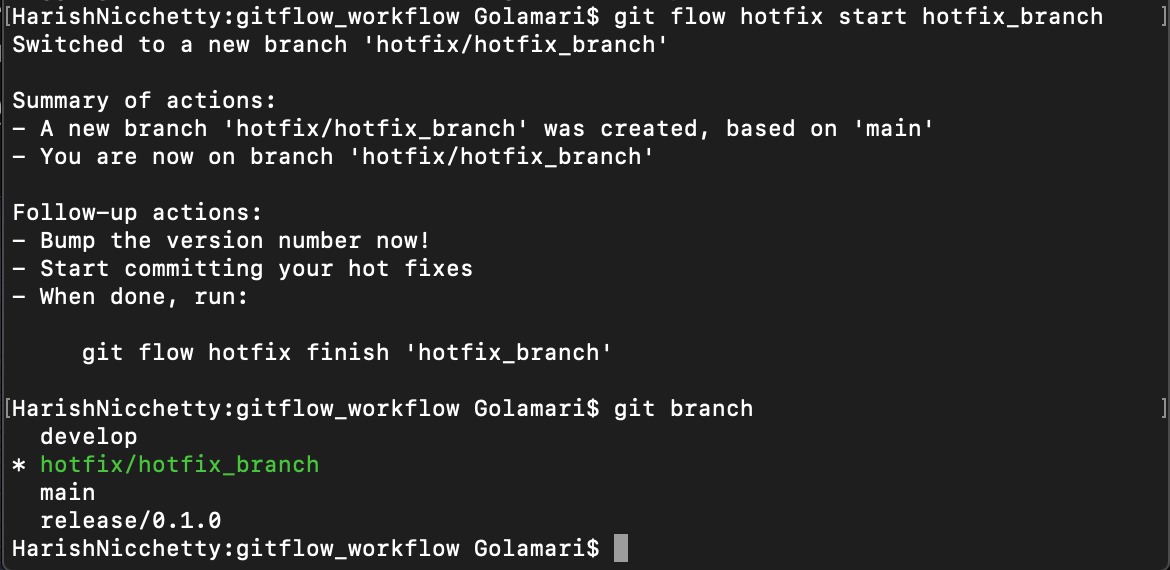 [HarishNicchetty:gitflow_workflow Golamari$ git flow hotfix start hotfix_branch ]
Switched to a new branch 'hotfix/hotfix_branch'
Summary of actions:
- A new branch 'hotfix/hotfix_branch' was created, based on 'main'
- You are now on branch 'hotfix/hotfix_branch'
Follow-up actions:
- Bump the version number now!
- Start committing your hot fixes
- When done, run:
git flow hotfix finish 'hotfix_branch'
[HarishNicchetty:gitflow_workflow Golamari$ git branch ]
develop
* hotfix/hotfix_branch
main
release/0.1.0
HarishNicchetty:gitflow_workflow Golamari$